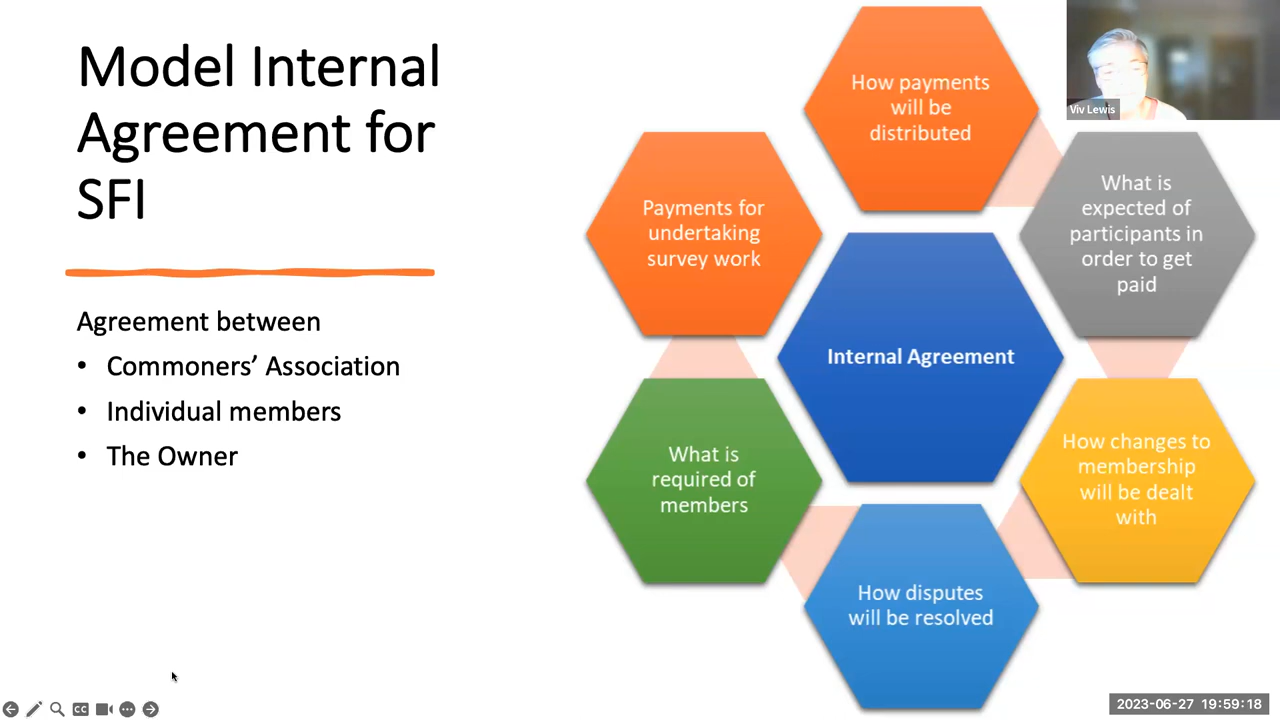 Model Internal
Agreement for
SFI
Agreement between
• Commoners’ Association
• Individual members
• The Owner
How payments
will be
distributed
What is
expected of
participants in
order to get
paid
How changes to
membership
will be dealt
with
How disputes
will be resolved
What is
required of
members
Payments for
undertaking
survey work
Internal Agreement
Viv Lewis
CC
2023-06-27 19:59:18